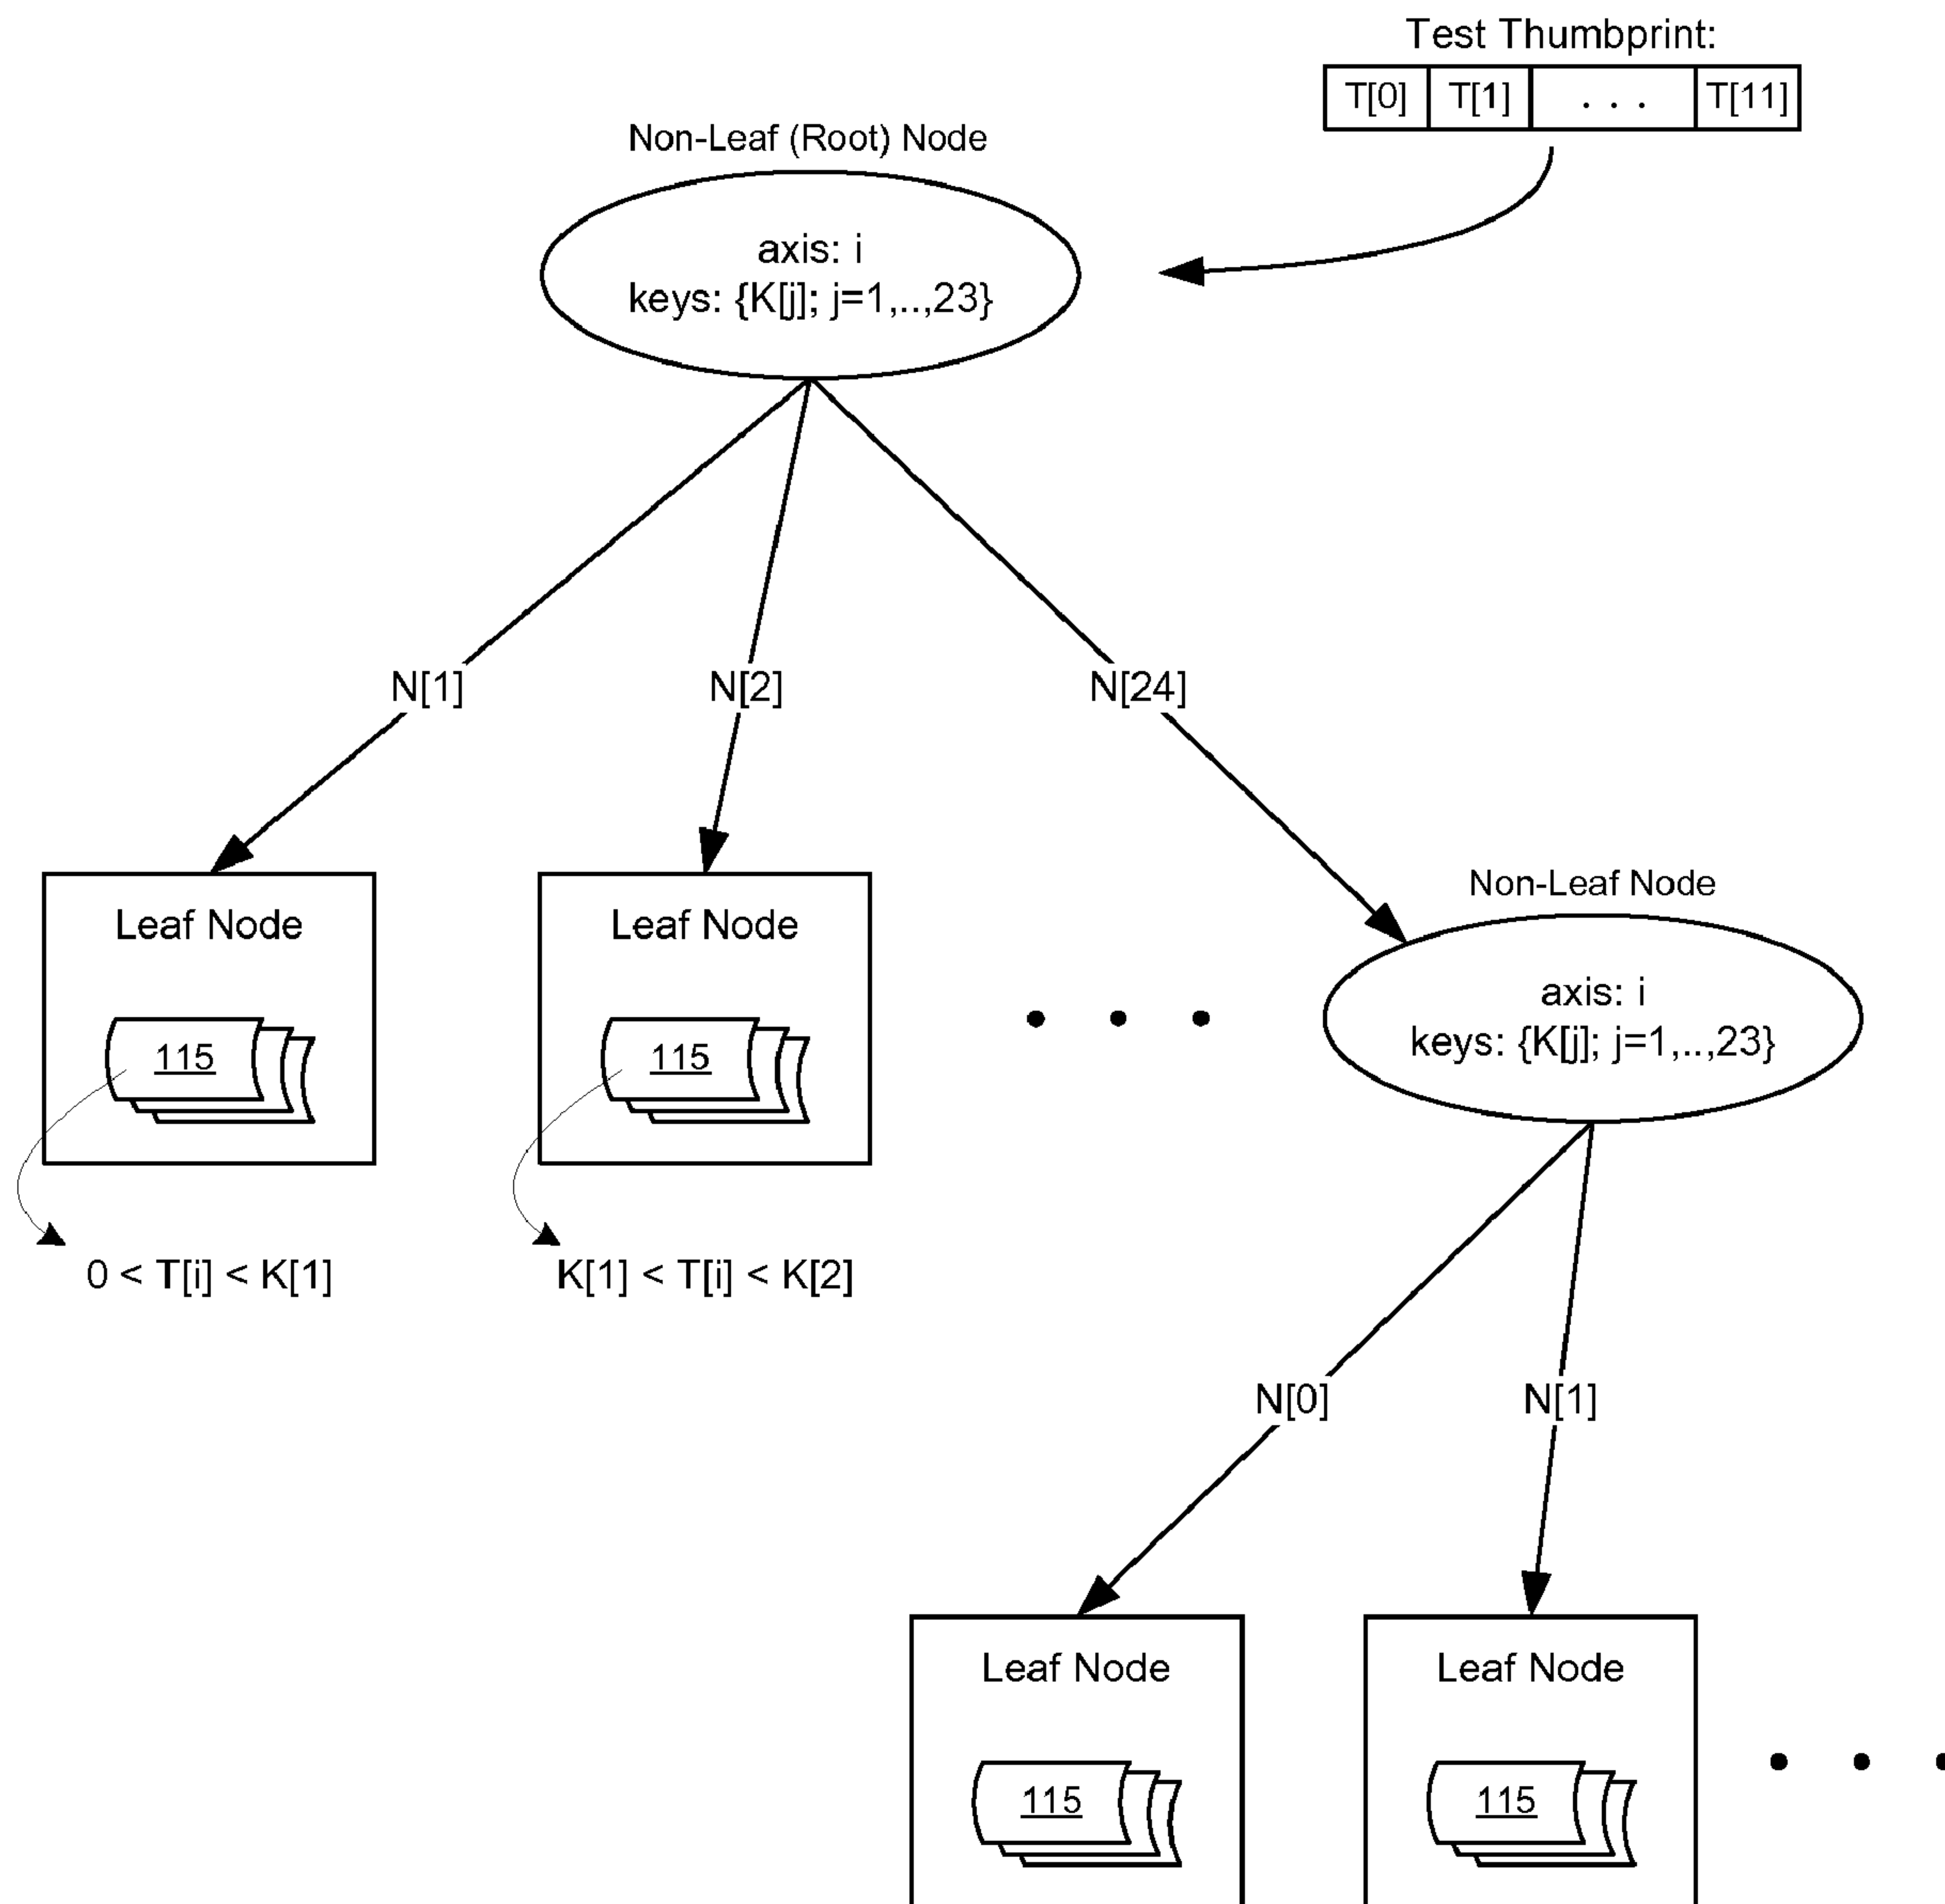 Test Thumbprint:
T[0] T[1] . . . T[11]
Non-Leaf (Root) Node
axis: i
keys: {K[j]; j=1,..,23}
N[1] N[2] N[24]
Leaf Node
115
0 < T[i] < K[1]
Leaf Node
115
K[1] < T[i] < K[2]
Non-Leaf Node
axis: i
keys: {K[j]; j=1,..,23}
N[0] N[1]
Leaf Node
115
Leaf Node
115